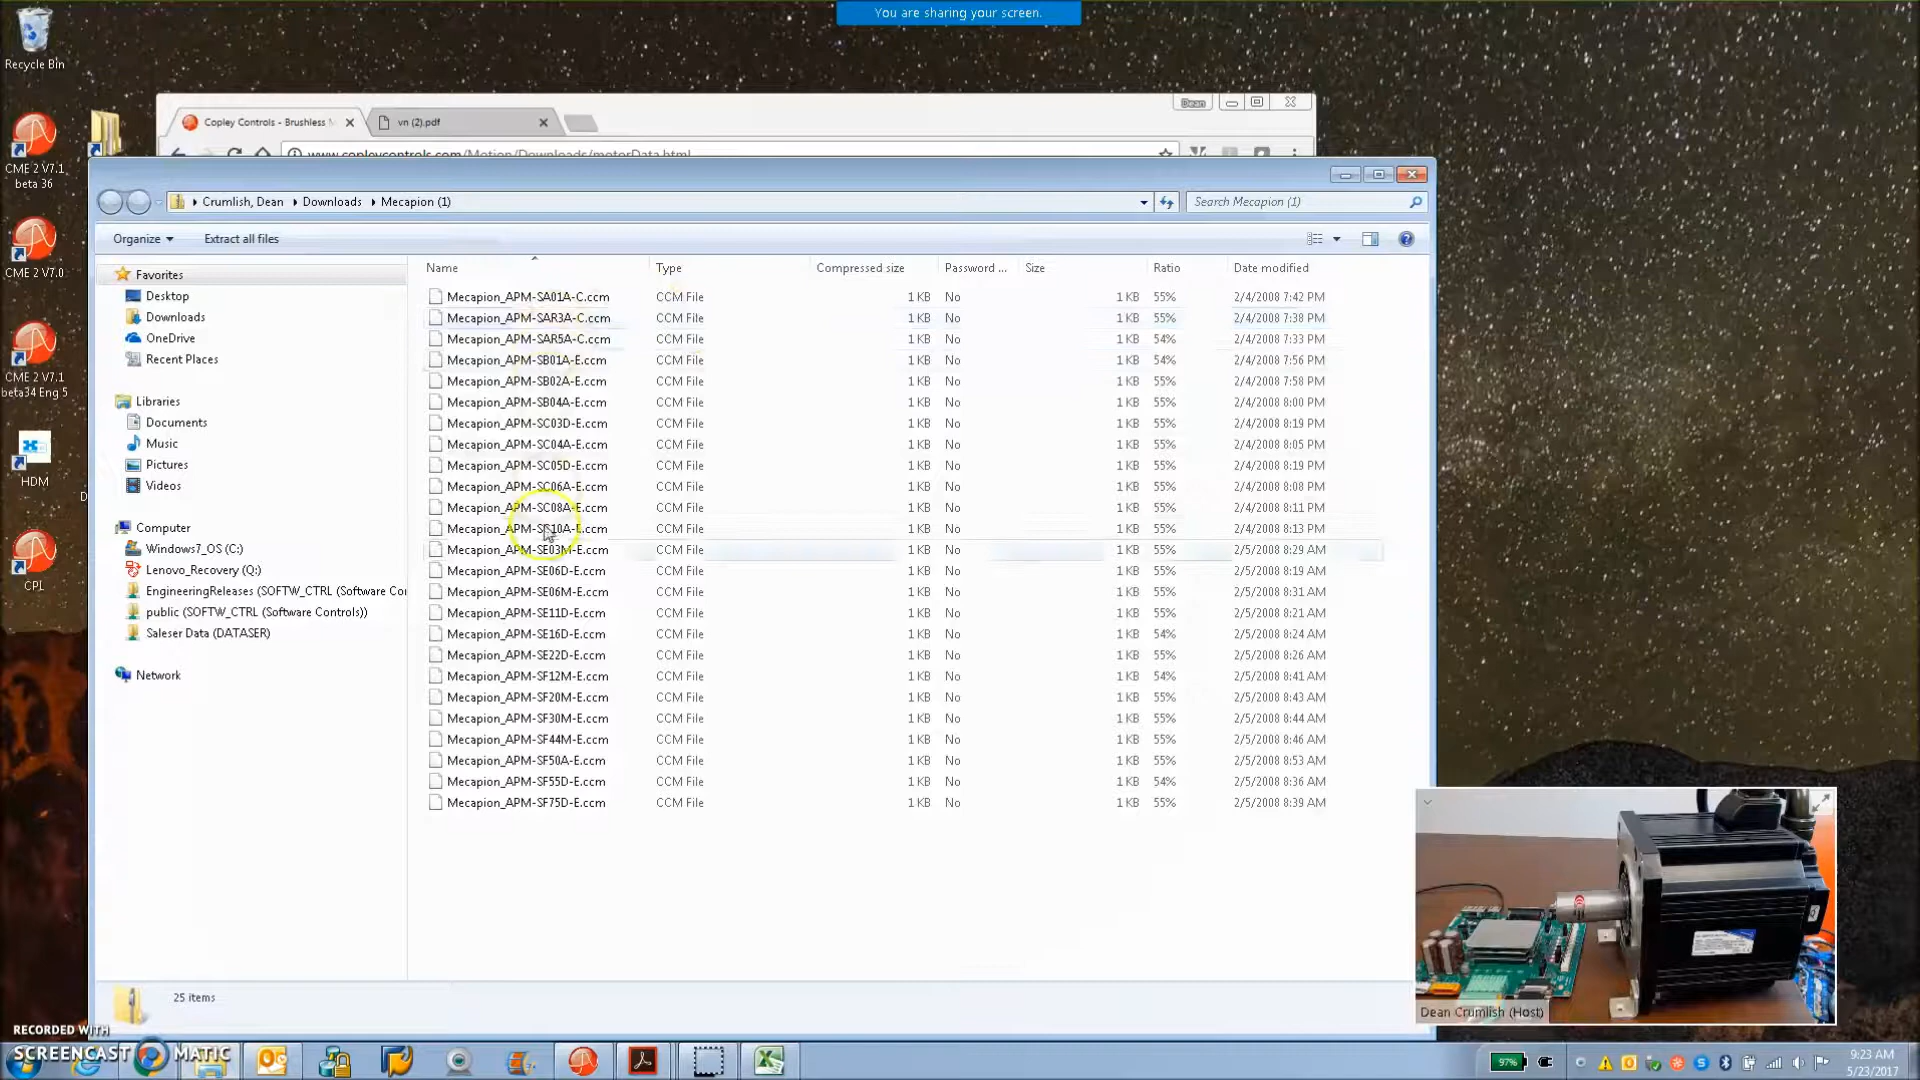 You are sharing your screen.
Recycle Bin
Copley Controls - Brushless M
vn (2).pdf
Dean
www.copleycontrols.com/Motion/Downloads/motorData.html
CME 2 V7.1
beta 36
Crumlish, Dean
Downloads
Mecapion (1)
Search Mecapion (1)
Organize
Extract all files
CME 2 V7.0
Name Type Compressed size Password ... Size Ratio Date modified
Favorites
Desktop
Downloads
OneDrive
Recent Places
Libraries
Documents
Music
Pictures
Videos
Computer
Windows7_OS (C:)
Lenovo_Recovery (Q:)
EngineeringReleases (SOFTW_CTRL (Software Cor
public (SOFTW_CTRL (Software Controls))
Saleser Data (DATASER)
Network
CME 2 V7.1
beta34 Eng 5
HDM
D
CPL
Mecapion_APM-SA01A-C.ccm CCM File 1 KB No 1 KB 55% 2/4/2008 7:42 PM
Mecapion_APM-SAR3A-C.ccm CCM File 1 KB No 1 KB 55% 2/4/2008 7:38 PM
Mecapion_APM-SAR5A-C.ccm CCM File 1 KB No 1 KB 54% 2/4/2008 7:33 PM
Mecapion_APM-SB01A-E.ccm CCM File 1 KB No 1 KB 54% 2/4/2008 7:56 PM
Mecapion_APM-SB02A-E.ccm CCM File 1 KB No 1 KB 55% 2/4/2008 7:58 PM
Mecapion_APM-SB04A-E.ccm CCM File 1 KB No 1 KB 55% 2/4/2008 8:00 PM
Mecapion_APM-SC03D-E.ccm CCM File 1 KB No 1 KB 55% 2/4/2008 8:19 PM
Mecapion_APM-SC04A-E.ccm CCM File 1 KB No 1 KB 55% 2/4/2008 8:05 PM
Mecapion_APM-SC05D-E.ccm CCM File 1 KB No 1 KB 55% 2/4/2008 8:19 PM
Mecapion_APM-SC06A-E.ccm CCM File 1 KB No 1 KB 55% 2/4/2008 8:08 PM
Mecapion_APM-SC08A-E.ccm CCM File 1 KB No 1 KB 55% 2/4/2008 8:11 PM
Mecapion_APM-SC10A-E.ccm CCM File 1 KB No 1 KB 55% 2/4/2008 8:13 PM
Mecapion_APM-SE03M-E.ccm CCM File 1 KB No 1 KB 55% 2/5/2008 8:29 AM
Mecapion_APM-SE06D-E.ccm CCM File 1 KB No 1 KB 55% 2/5/2008 8:19 AM
Mecapion_APM-SE06M-E.ccm CCM File 1 KB No 1 KB 55% 2/5/2008 8:31 AM
Mecapion_APM-SE11D-E.ccm CCM File 1 KB No 1 KB 55% 2/5/2008 8:21 AM
Mecapion_APM-SE16D-E.ccm CCM File 1 KB No 1 KB 54% 2/5/2008 8:24 AM
Mecapion_APM-SE22D-E.ccm CCM File 1 KB No 1 KB 55% 2/5/2008 8:26 AM
Mecapion_APM-SF12M-E.ccm CCM File 1 KB No 1 KB 54% 2/5/2008 8:41 AM
Mecapion_APM-SF20M-E.ccm CCM File 1 KB No 1 KB 55% 2/5/2008 8:43 AM
Mecapion_APM-SF30M-E.ccm CCM File 1 KB No 1 KB 55% 2/5/2008 8:44 AM
Mecapion_APM-SF44M-E.ccm CCM File 1 KB No 1 KB 55% 2/5/2008 8:46 AM
Mecapion_APM-SF50A-E.ccm CCM File 1 KB No 1 KB 55% 2/5/2008 8:53 AM
Mecapion_APM-SF55D-E.ccm CCM File 1 KB No 1 KB 54% 2/5/2008 8:36 AM
Mecapion_APM-SF75D-E.ccm CCM File 1 KB No 1 KB 55% 2/5/2008 8:39 AM
25 items
Dean Crumlish (Host)
RECORDED WITH
SCREENCAST MATIC
97%
9:23 AM
5/23/2017